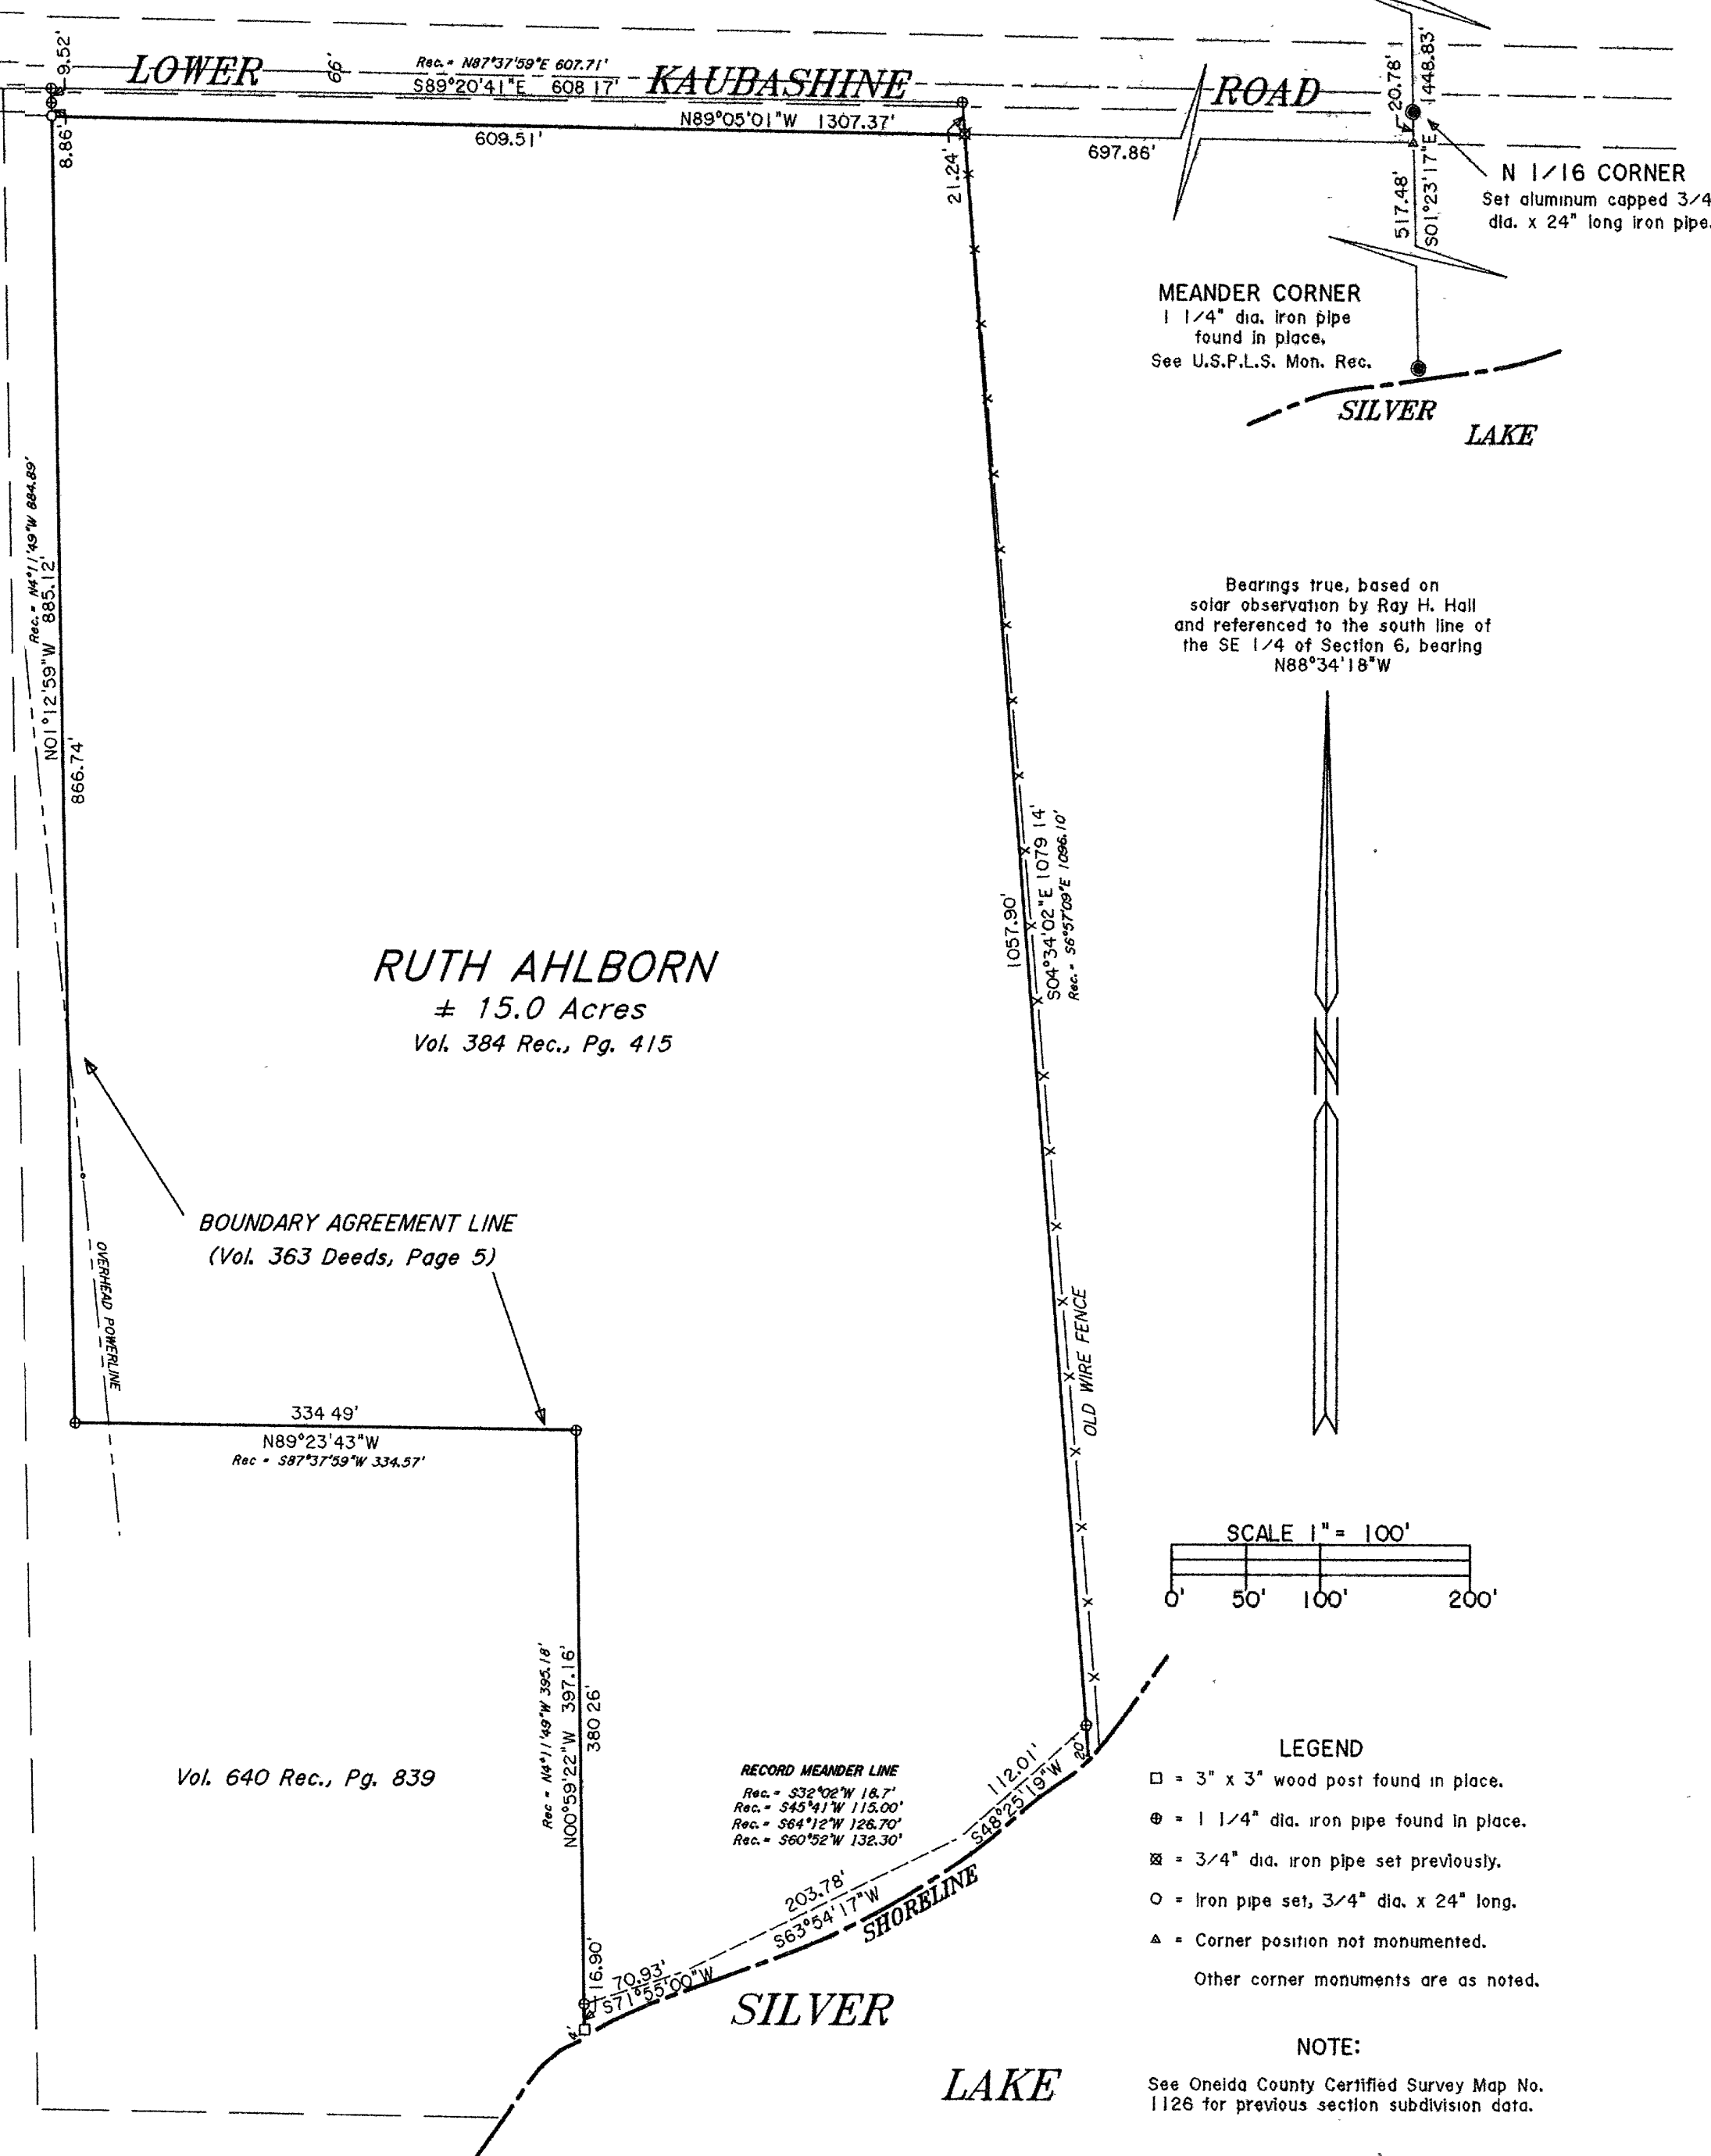 LOWER KAUBASHINE ROAD
66'
Rec. = N87°37'59"E 607.71'
S89°20'41"E 608 17'
9.52'
8.86'
609.51'
N89°05'01"W 1307.37'
21.24'
697.86'
20.78'
1448.83'
517.48'
S01°23'17"E
N 1/16 CORNER
Set aluminum capped 3/4
dia. x 24" long iron pipe.
MEANDER CORNER
1 1/4" dia. iron pipe
found in place.
See U.S.P.L.S. Mon. Rec.
SILVER
LAKE
Rec. = N4°11'49"W 884.89'
N01°12'59"W 885.12'
866.74'
Bearings true, based on
solar observation by Ray H. Hall
and referenced to the south line of
the SE 1/4 of Section 6, bearing
N88°34'18"W
1057.90'
S04°34'02"E 1079 14'
Rec. = S6°57'09"E 1096.10'
RUTH AHLBORN
± 15.0 Acres
Vol. 384 Rec., Pg. 415
BOUNDARY AGREEMENT LINE
(Vol. 363 Deeds, Page 5)
OVERHEAD POWERLINE
OLD WIRE FENCE
334 49'
N89°23'43"W
Rec = S87°37'59"W 334.57'
SCALE 1" = 100'
0' 50' 100' 200'
Rec = N4°11'49"W 395.18'
N00°59'22"W 397.16'
380 26'
Vol. 640 Rec., Pg. 839
RECORD MEANDER LINE
Rec. = S32°02'W 18.7'
Rec. = S45°41'W 115.00'
Rec. = S64°12'W 126.70'
Rec. = S60°52'W 132.30'
112.01'
S48°25'19"W
20'
203.78'
S63°54'17"W
SHORELINE
70.93'
S71°55'00"W
16.90'
4'
SILVER
LAKE
LEGEND
□ = 3" x 3" wood post found in place.
⊕ = 1 1/4" dia. iron pipe found in place.
⊠ = 3/4" dia. iron pipe set previously.
○ = Iron pipe set, 3/4" dia. x 24" long.
△ = Corner position not monumented.
Other corner monuments are as noted.
NOTE:
See Oneida County Certified Survey Map No.
1126 for previous section subdivision data.